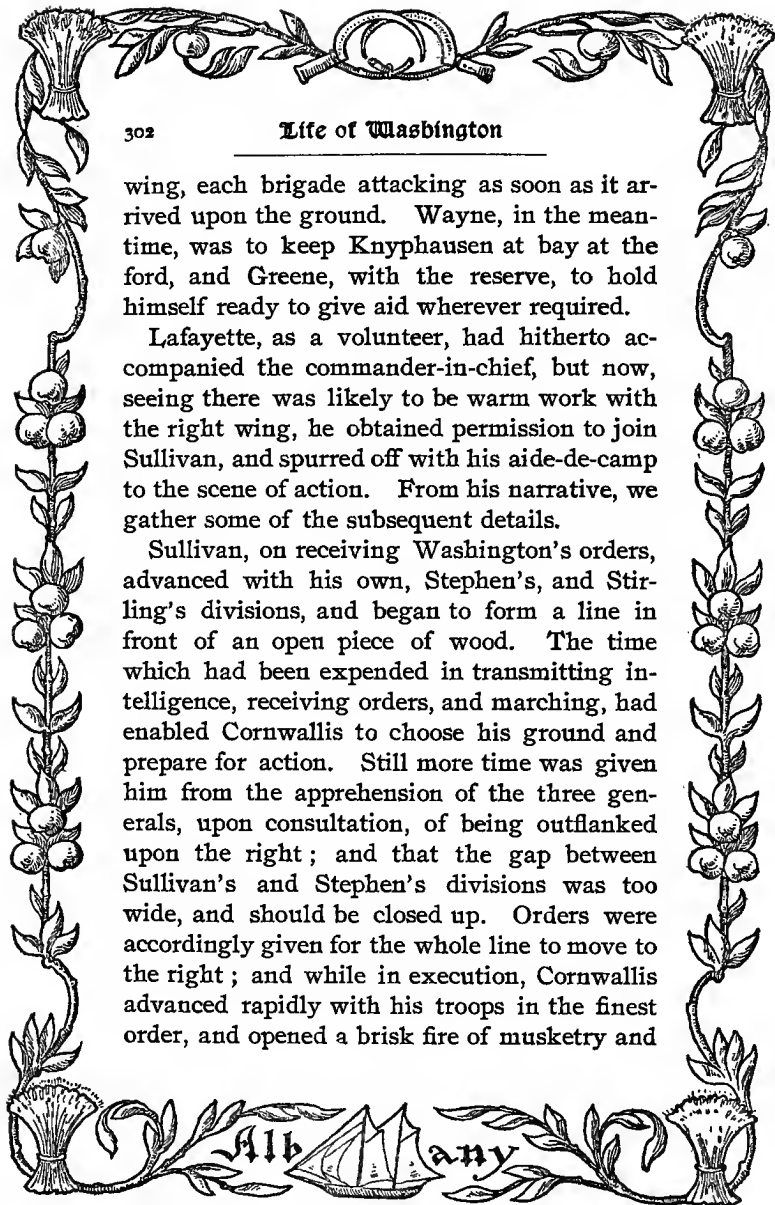 302 Life of Washington
wing, each brigade attacking as soon as it ar-
rived upon the ground. Wayne, in the mean-
time, was to keep Knyphausen at bay at the
ford, and Greene, with the reserve, to hold
himself ready to give aid wherever required.
Lafayette, as a volunteer, had hitherto ac-
companied the commander-in-chief, but now,
seeing there was likely to be warm work with
the right wing, he obtained permission to join
Sullivan, and spurred off with his aide-de-camp
to the scene of action. From his narrative, we
gather some of the subsequent details.
Sullivan, on receiving Washington's orders,
advanced with his own, Stephen's, and Stir-
ling's divisions, and began to form a line in
front of an open piece of wood. The time
which had been expended in transmitting in-
telligence, receiving orders, and marching, had
enabled Cornwallis to choose his ground and
prepare for action. Still more time was given
him from the apprehension of the three gen-
erals, upon consultation, of being outflanked
upon the right ; and that the gap between
Sullivan's and Stephen's divisions was too
wide, and should be closed up. Orders were
accordingly given for the whole line to move to
the right ; and while in execution, Cornwallis
advanced rapidly with his troops in the finest
order, and opened a brisk fire of musketry and
Albany